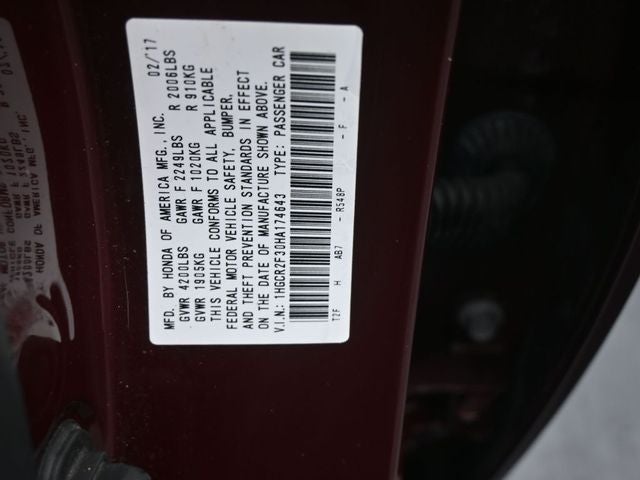 MFD. BY HONDA OF AMERICA MFG., INC. 02/'17
GVWR 4200LBS GAWR F 2249LBS R 2006LBS
GVWR 1905KG GAWR F 1020KG R 910KG
THIS VEHICLE CONFORMS TO ALL APPLICABLE
FEDERAL MOTOR VEHICLE SAFETY, BUMPER,
AND THEFT PREVENTION STANDARDS IN EFFECT
ON THE DATE OF MANUFACTURE SHOWN ABOVE.
V.I.N.: 1HGCR2F30HA174643 TYPE: PASSENGER CAR
T2F H AB7 - R548P - F - A